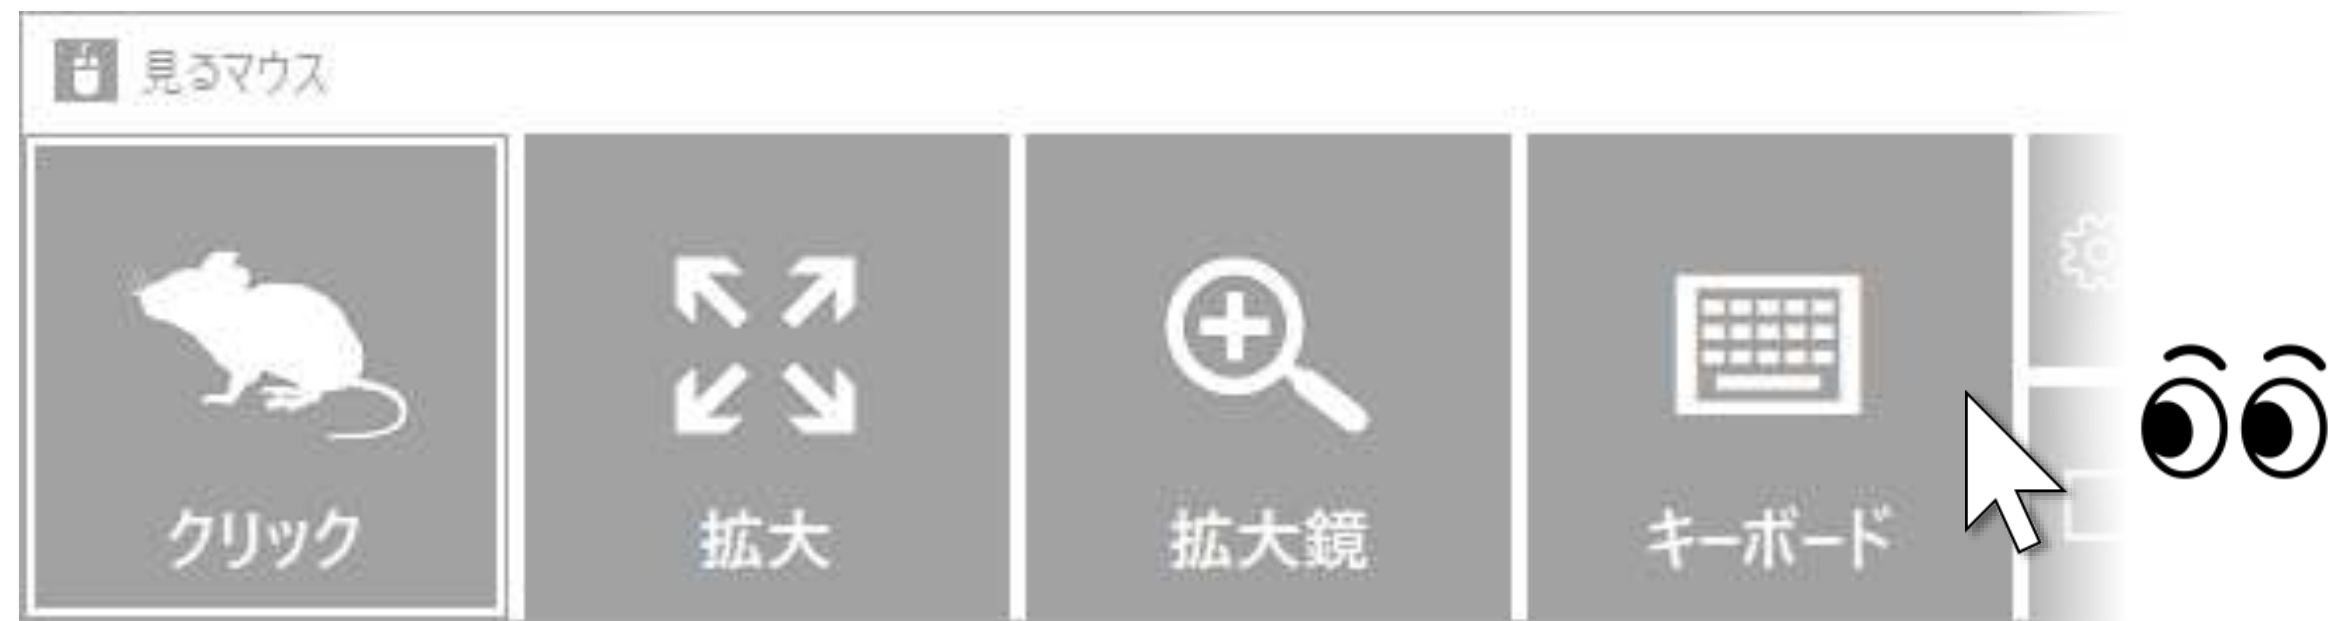 見るマウス
クリック
拡大
拡大鏡
キーボード